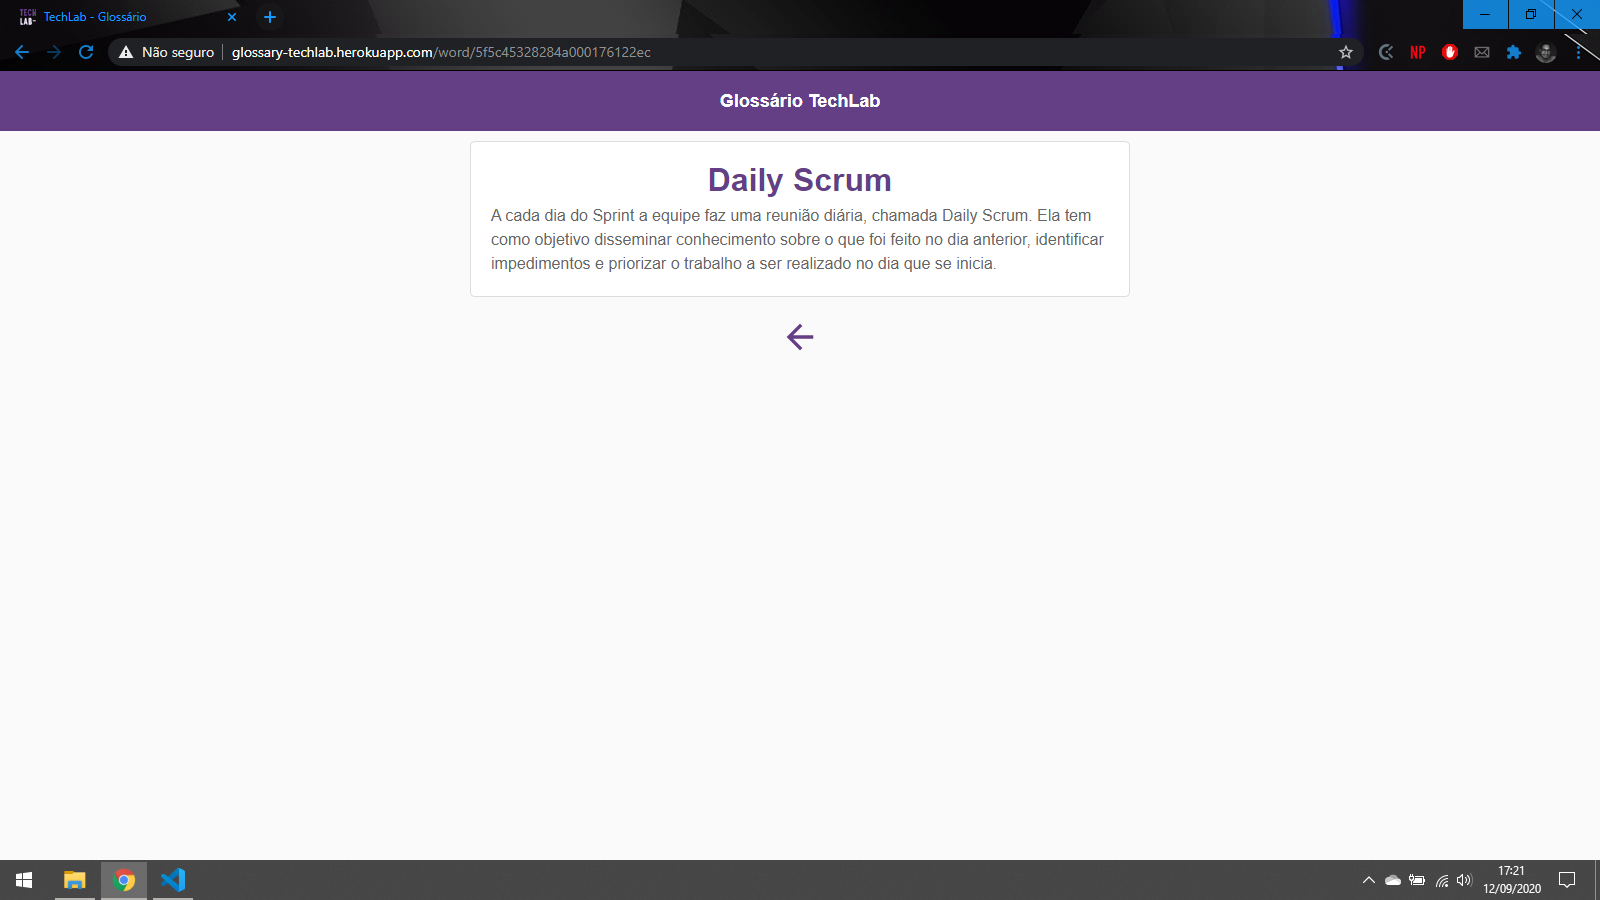 TECH
LAB-
TechLab - Glossário
Não seguro
glossary-techlab.herokuapp.com/word/5f5c45328284a000176122ec
NP
Glossário TechLab
Daily Scrum
A cada dia do Sprint a equipe faz uma reunião diária, chamada Daily Scrum. Ela tem
como objetivo disseminar conhecimento sobre o que foi feito no dia anterior, identificar
impedimentos e priorizar o trabalho a ser realizado no dia que se inicia.
17:21
12/09/2020